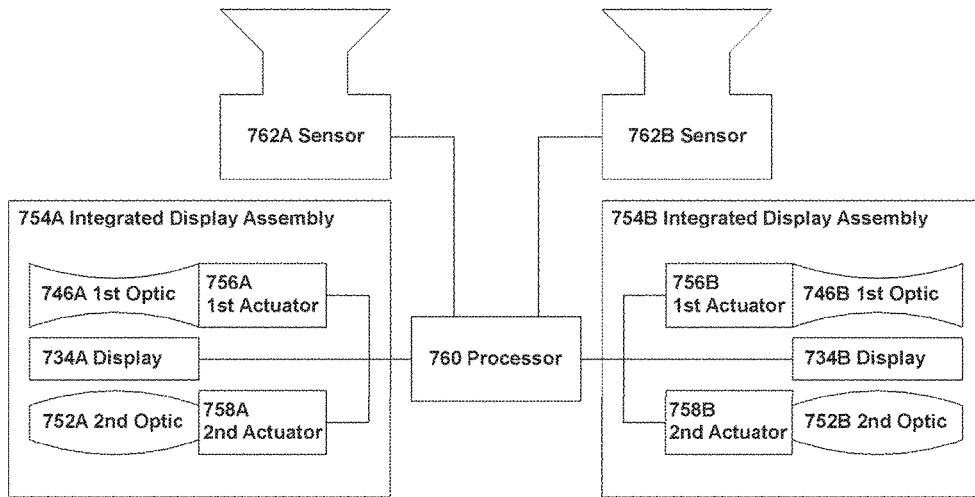 762A Sensor
762B Sensor
754A Integrated Display Assembly
754B Integrated Display Assembly
746A 1st Optic
756A
1st Actuator
756B
1st Actuator
746B 1st Optic
734A Display
760 Processor
734B Display
752A 2nd Optic
758A
2nd Actuator
758B
2nd Actuator
752B 2nd Optic